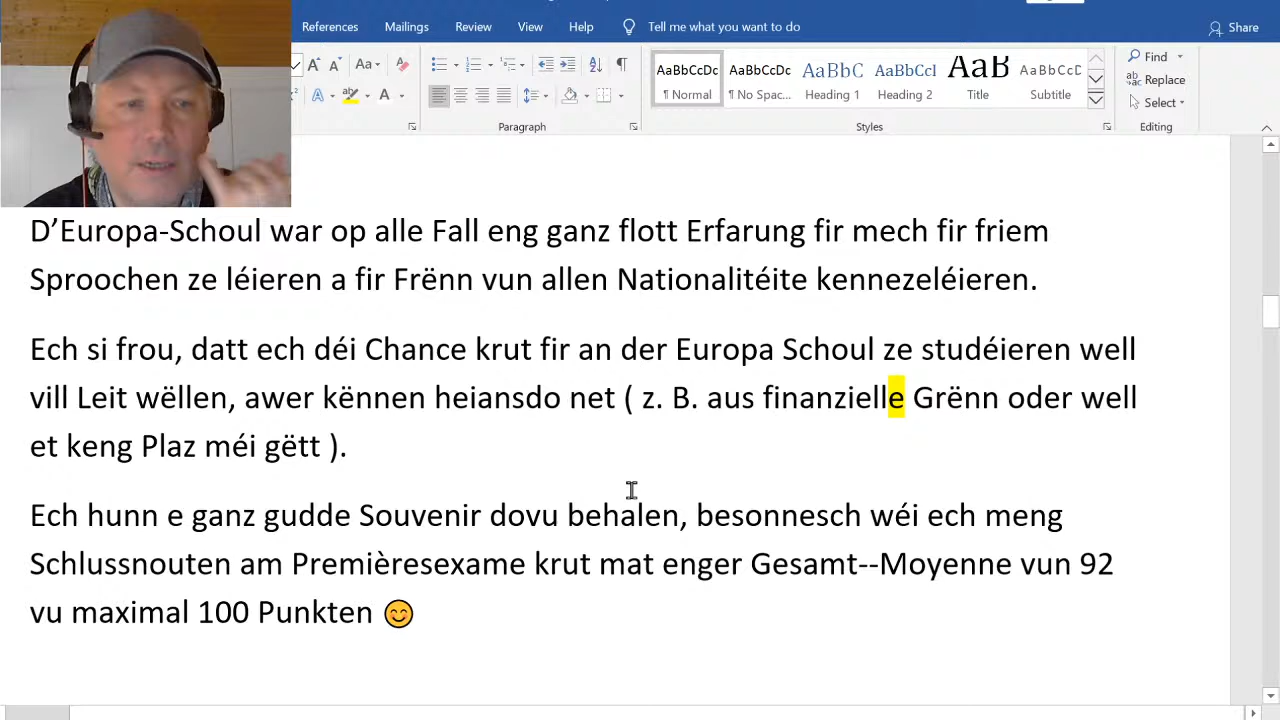 References Mailings Review View Help Tell me what you want to do Share
Aa
AaBbCcDc AaBbCcDc AaBbC AaBbCcI AaB AaBbCcD
¶ Normal ¶ No Spac... Heading 1 Heading 2 Title Subtitle
Find
Replace
Select
Paragraph Styles Editing
D’Europa-Schoul war op alle Fall eng ganz flott Erfarung fir mech fir friem
Sproochen ze léieren a fir Frënn vun allen Nationalitéite kennezeléieren.
Ech si frou, datt ech déi Chance krut fir an der Europa Schoul ze studéieren well
vill Leit wëllen, awer kënnen heiansdo net ( z. B. aus finanzielle Grënn oder well
et keng Plaz méi gëtt ).
Ech hunn e ganz gudde Souvenir dovu behalen, besonnesch wéi ech meng
Schlussnouten am Premièresexame krut mat enger Gesamt--Moyenne vun 92
vu maximal 100 Punkten 😊